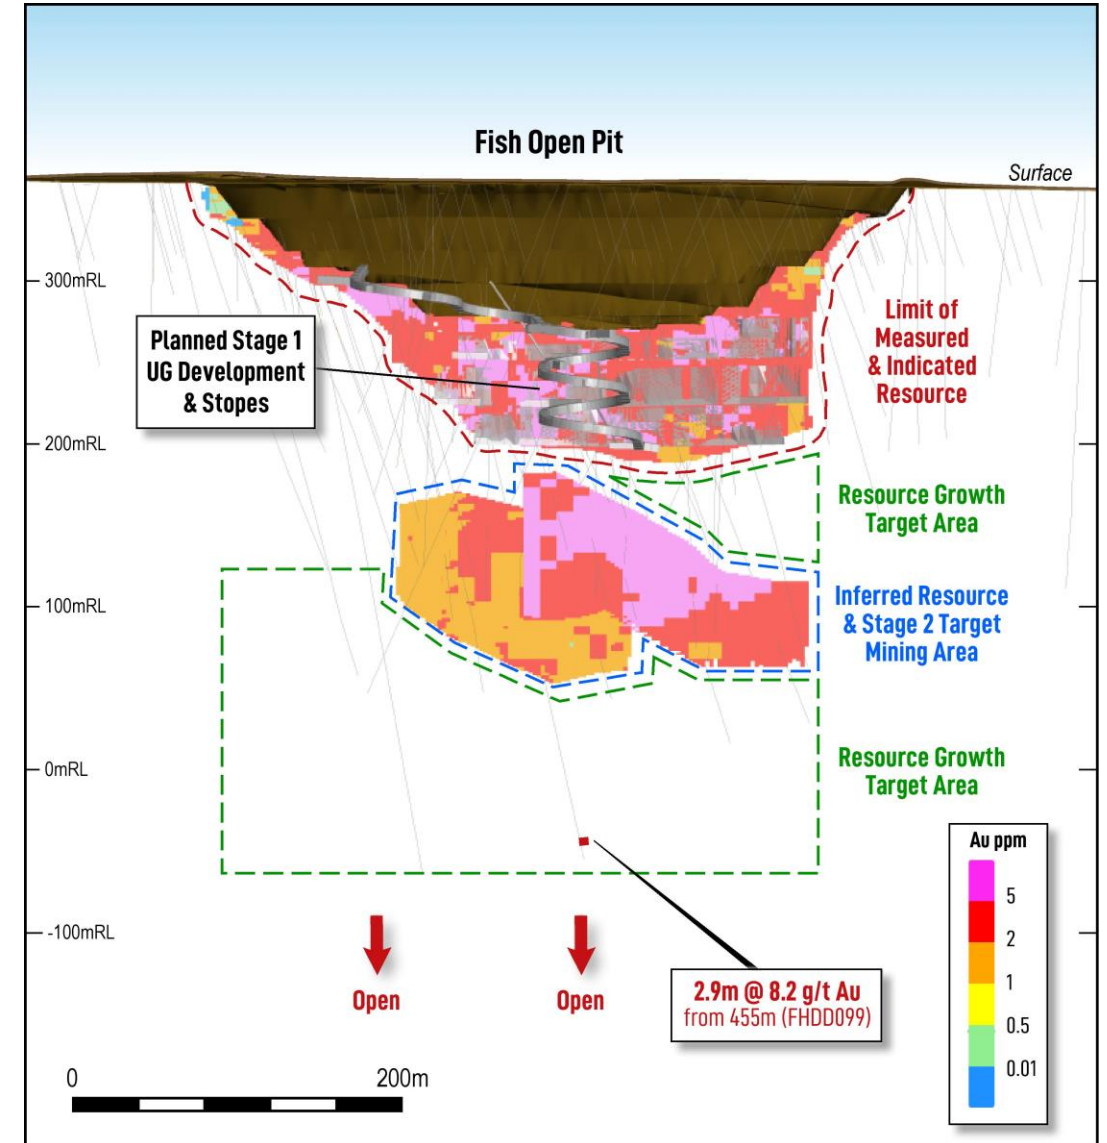 Fish Open Pit
Surface
300mRL
Limit of
Measured
& Indicated
Resource
Planned Stage 1
UG Development
& Stopes
200mRL
Resource Growth
Target Area
100mRL
Inferred Resource
& Stage 2 Target
Mining Area
0mRL
Resource Growth
Target Area
Au ppm
5
2
1
0.5
0.01
-100mRL
Open
Open
2.9m @ 8.2 g/t Au
from 455m (FHDD099)
0
200m